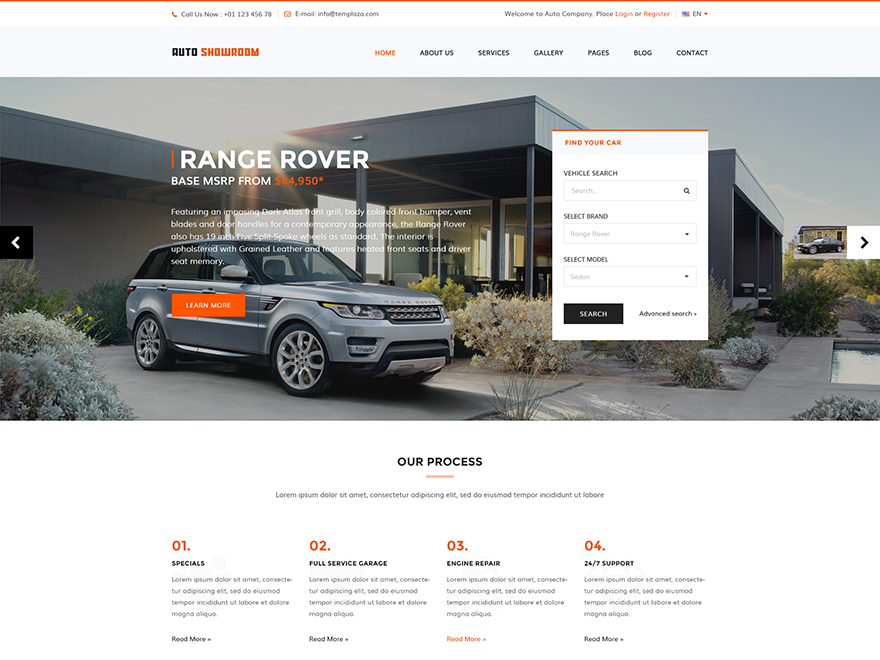 Call Us Now : +01 123 456 78
E-mail: info@templaza.com
Welcome to Auto Company. Place Login or Register
EN
AUTO SHOWROOM
HOME
ABOUT US
SERVICES
GALLERY
PAGES
BLOG
CONTACT
RANGE ROVER
BASE MSRP FROM $64,950*
Featuring an imposing Dark Atlas front grill, body colored front bumper, vent
blades and door handles for a contemporary appearance, the Range Rover
also has 19 inch Five Split-Spoke wheels as standard. The interior is
upholstered with Grained Leather and features heated front seats and driver
seat memory.
LEARN MORE
RANGE ROVER
FIND YOUR CAR
VEHICLE SEARCH
Search...
SELECT BRAND
Range Rover
SELECT MODEL
Sedan
SEARCH
Advanced search »
OUR PROCESS
Lorem ipsum dolor sit amet, consectetur adipiscing elit, sed do eiusmod tempor incididunt ut labore
01.
SPECIALS
Lorem ipsum dolor sit amet, consecte-
tur adipiscing elit, sed do eiusmod
tempor incididunt ut labore et dolore
magna aliqua.
Read More »
02.
FULL SERVICE GARAGE
Lorem ipsum dolor sit amet, consecte-
tur adipiscing elit, sed do eiusmod
tempor incididunt ut labore et dolore
magna aliqua.
Read More »
03.
ENGINE REPAIR
Lorem ipsum dolor sit amet, consecte-
tur adipiscing elit, sed do eiusmod
tempor incididunt ut labore et dolore
magna aliqua.
Read More »
04.
24/7 SUPPORT
Lorem ipsum dolor sit amet, consecte-
tur adipiscing elit, sed do eiusmod
tempor incididunt ut labore et dolore
magna aliqua.
Read More »